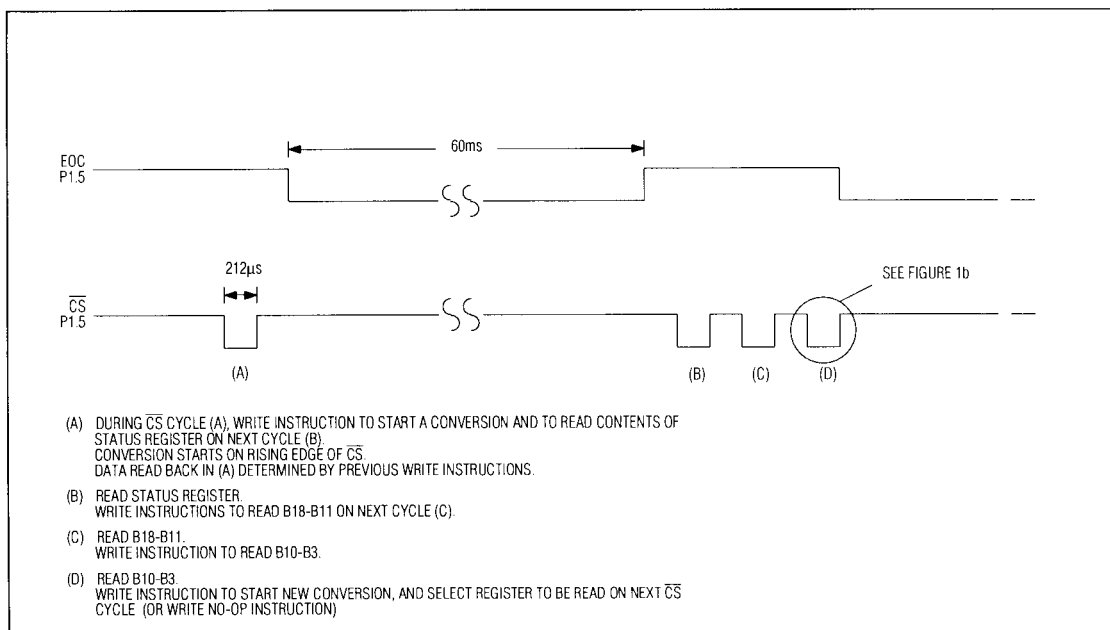 60ms
EOC
P1.5
212µs
SEE FIGURE 1b
CS
P1.5
(A)
(B)
(C)
(D)
(A) DURING CS CYCLE (A), WRITE INSTRUCTION TO START A CONVERSION AND TO READ CONTENTS OF
STATUS REGISTER ON NEXT CYCLE (B).
CONVERSION STARTS ON RISING EDGE OF CS.
DATA READ BACK IN (A) DETERMINED BY PREVIOUS WRITE INSTRUCTIONS.
(B) READ STATUS REGISTER.
WRITE INSTRUCTIONS TO READ B18-B11 ON NEXT CYCLE (C).
(C) READ B18-B11.
WRITE INSTRUCTION TO READ B10-B3.
(D) READ B10-B3.
WRITE INSTRUCTION TO START NEW CONVERSION, AND SELECT REGISTER TO BE READ ON NEXT CS
CYCLE (OR WRITE NO-OP INSTRUCTION)